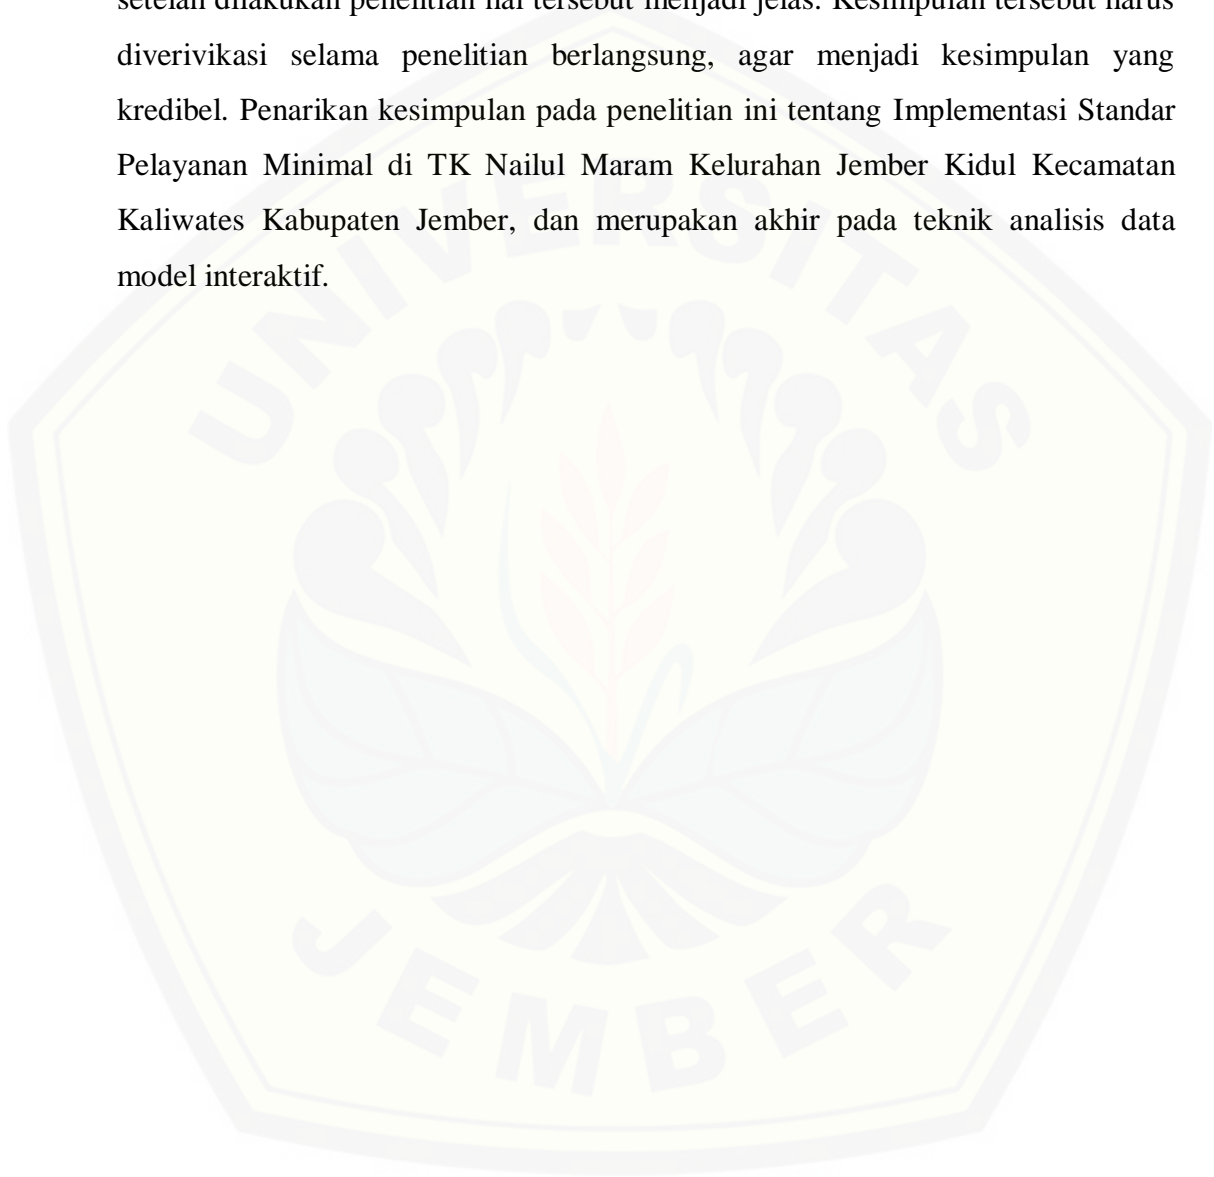 setelah dilakukan penelitian hal tersebut menjadi jelas. Kesimpulan tersebut harus
diverivikasi selama penelitian berlangsung, agar menjadi kesimpulan yang
kredibel. Penarikan kesimpulan pada penelitian ini tentang Implementasi Standar
Pelayanan Minimal di TK Nailul Maram Kelurahan Jember Kidul Kecamatan
Kaliwates Kabupaten Jember, dan merupakan akhir pada teknik analisis data
model interaktif.
UNIVERSITAS
JEMBER